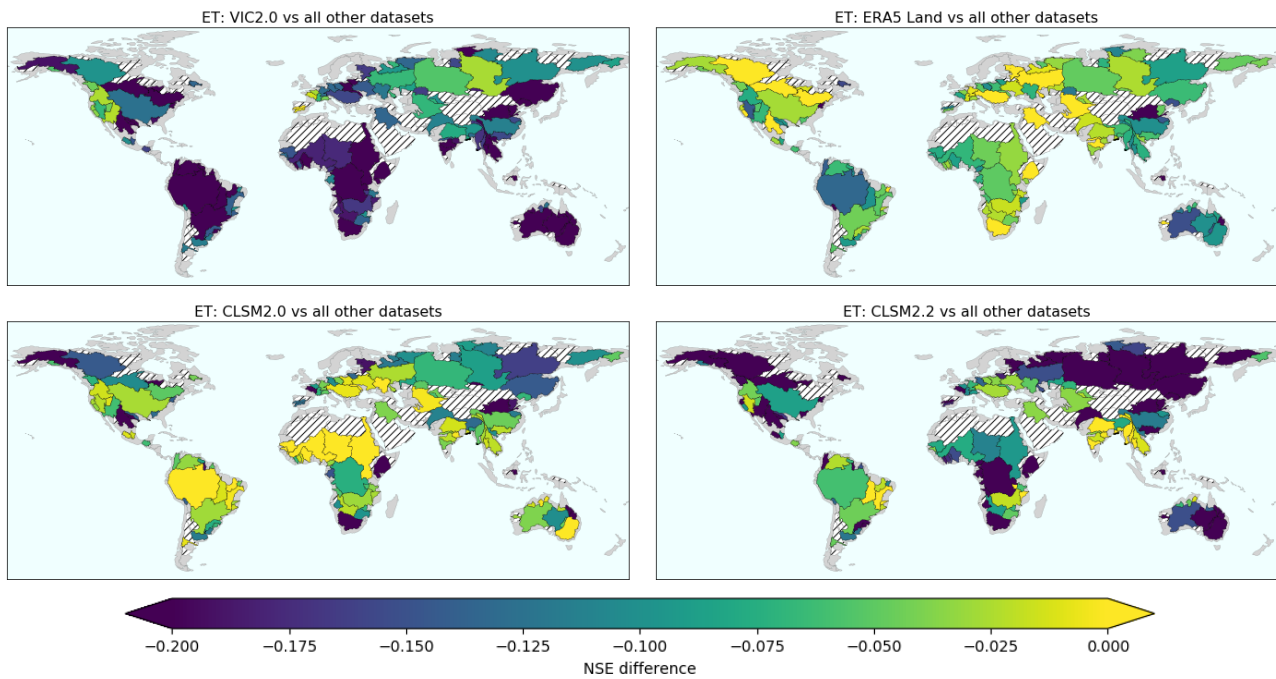 ET: VIC2.0 vs all other datasets
ET: ERA5 Land vs all other datasets
ET: CLSM2.0 vs all other datasets
ET: CLSM2.2 vs all other datasets
−0.200 −0.175 −0.150 −0.125 −0.100 −0.075 −0.050 −0.025 0.000
NSE difference